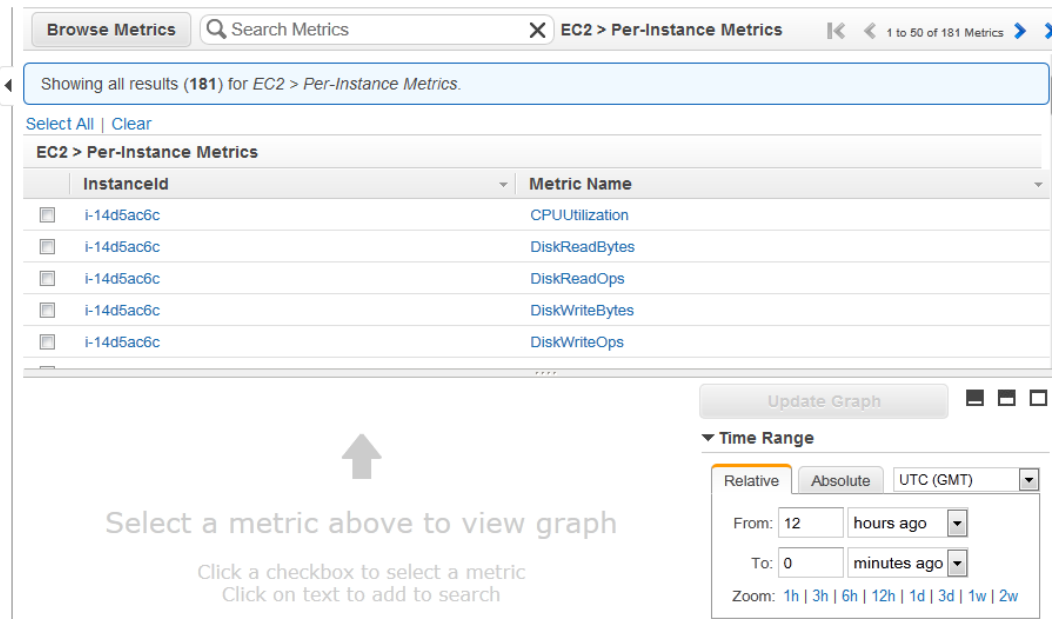 Browse Metrics Search Metrics EC2 > Per-Instance Metrics 1 to 50 of 181 Metrics
Showing all results (181) for EC2 > Per-Instance Metrics.
Select All | Clear
EC2 > Per-Instance Metrics
InstanceId Metric Name
i-14d5ac6c CPUUtilization
i-14d5ac6c DiskReadBytes
i-14d5ac6c DiskReadOps
i-14d5ac6c DiskWriteBytes
i-14d5ac6c DiskWriteOps
Update Graph
Time Range
Relative Absolute UTC (GMT)
From: 12 hours ago
To: 0 minutes ago
Zoom: 1h | 3h | 6h | 12h | 1d | 3d | 1w | 2w
Select a metric above to view graph
Click a checkbox to select a metric
Click on text to add to search